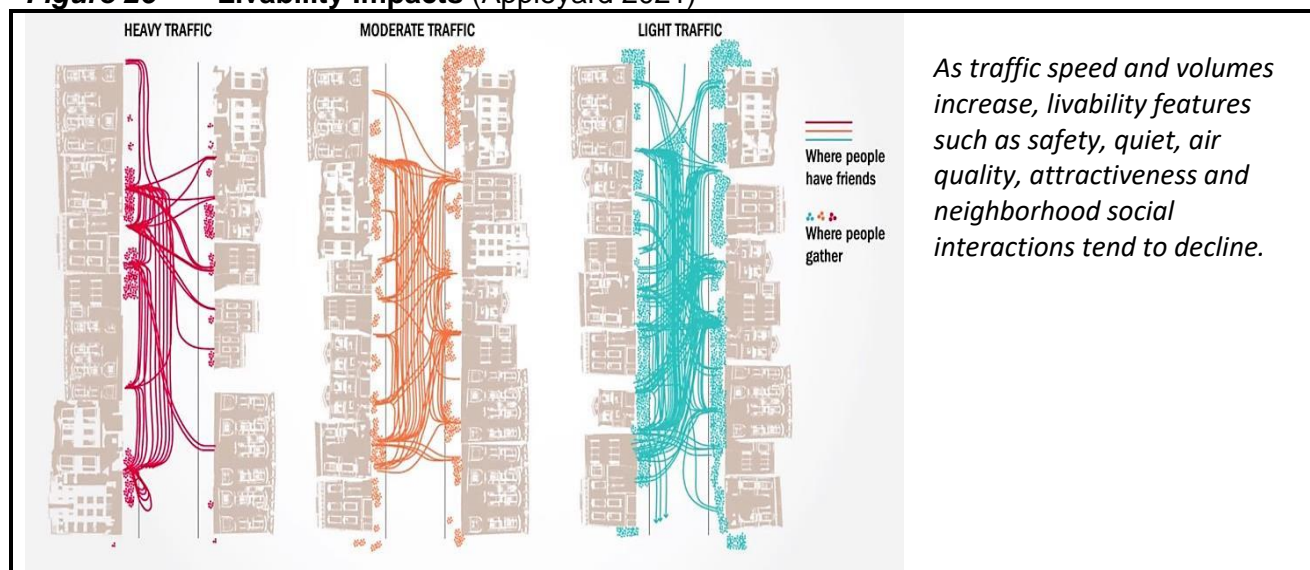 Livability Impacts (Appleyard 2021)
HEAVY TRAFFIC
MODERATE TRAFFIC
LIGHT TRAFFIC
Where people
have friends
Where people
gather
As traffic speed and volumes
increase, livability features
such as safety, quiet, air
quality, attractiveness and
neighborhood social
interactions tend to decline.